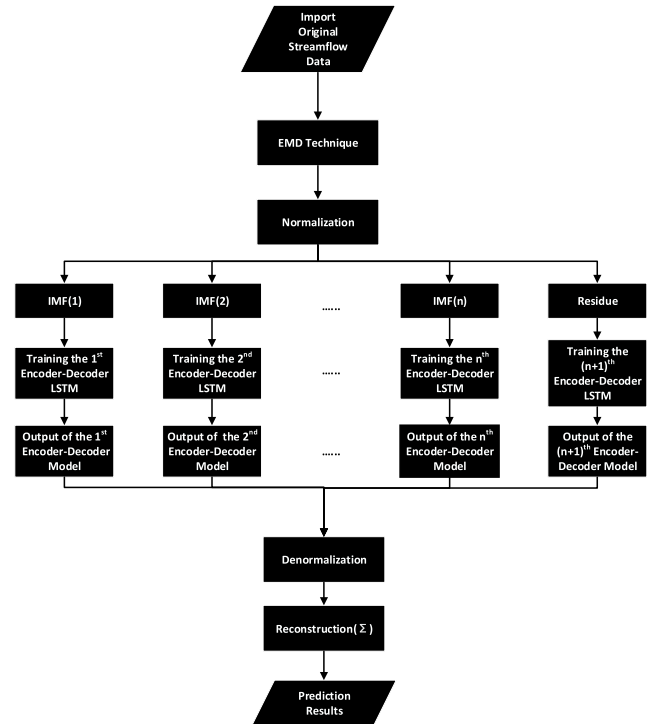 Import
Original
Streamflow
Data
EMD Technique
Normalization
IMF(1)
IMF(2)
......
IMF(n)
Residue
Training the 1st
Encoder-Decoder
LSTM
Training the 2nd
Encoder-Decoder
LSTM
......
Training the nth
Encoder-Decoder
LSTM
Training the
(n+1)th
Encoder-Decoder
LSTM
Output of the 1st
Encoder-Decoder
Model
Output of the 2nd
Encoder-Decoder
Model
......
Output of the nth
Encoder-Decoder
Model
Output of the
(n+1)th Encoder-
Decoder Model
Denormalization
Reconstruction(Σ)
Prediction
Results